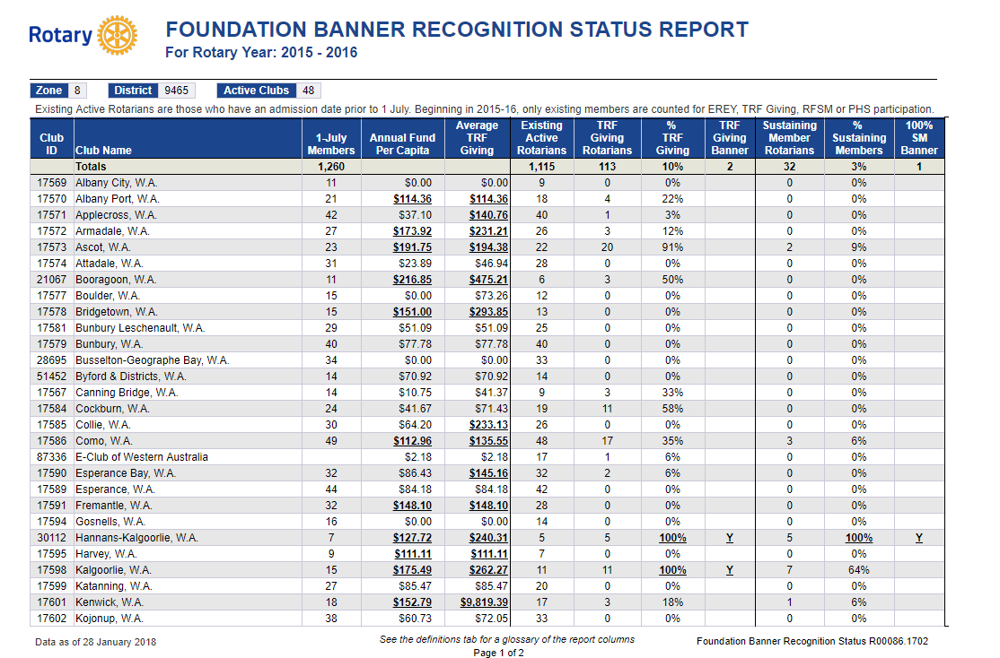 Rotary
FOUNDATION BANNER RECOGNITION STATUS REPORT
For Rotary Year: 2015 - 2016
Zone 8 District 9465 Active Clubs 48
Existing Active Rotarians are those who have an admission date prior to 1 July. Beginning in 2015-16, only existing members are counted for EREY, TRF Giving, RFSM or PHS participation.
Club ID Club Name 1-July Members Annual Fund Per Capita Average TRF Giving Existing Active Rotarians TRF Giving Rotarians % TRF Giving TRF Giving Banner Sustaining Member Rotarians % Sustaining Members 100% SM Banner
Totals 1,260 1,115 113 10% 2 32 3% 1
17569 Albany City, W.A. 11 $0.00 $0.00 9 0 0% 0 0%
17570 Albany Port, W.A. 21 $114.36 $114.36 18 4 22% 0 0%
17571 Applecross, W.A. 42 $37.10 $140.76 40 1 3% 0 0%
17572 Armadale, W.A. 27 $173.92 $231.21 26 3 12% 0 0%
17573 Ascot, W.A. 23 $191.75 $194.38 22 20 91% 2 9%
17574 Attadale, W.A. 31 $23.89 $46.94 28 0 0% 0 0%
21067 Booragoon, W.A. 11 $216.85 $475.21 6 3 50% 0 0%
17577 Boulder, W.A. 15 $0.00 $73.26 12 0 0% 0 0%
17578 Bridgetown, W.A. 15 $151.00 $293.85 13 0 0% 0 0%
17581 Bunbury Leschenault, W.A. 29 $51.09 $51.09 25 0 0% 0 0%
17579 Bunbury, W.A. 40 $77.78 $77.78 40 0 0% 0 0%
28695 Busselton-Geographe Bay, W.A. 34 $0.00 $0.00 33 0 0% 0 0%
51452 Byford & Districts, W.A. 14 $70.92 $70.92 14 0 0% 0 0%
17567 Canning Bridge, W.A. 14 $10.75 $41.37 9 3 33% 0 0%
17584 Cockburn, W.A. 24 $41.67 $71.43 19 11 58% 0 0%
17585 Collie, W.A. 30 $64.20 $233.13 26 0 0% 0 0%
17586 Como, W.A. 49 $112.96 $135.55 48 17 35% 3 6%
87336 E-Club of Western Australia $2.18 $2.18 17 1 6% 0 0%
17590 Esperance Bay, W.A. 32 $86.43 $145.16 32 2 6% 0 0%
17589 Esperance, W.A. 44 $84.18 $84.18 42 0 0% 0 0%
17591 Fremantle, W.A. 32 $148.10 $148.10 28 0 0% 0 0%
17594 Gosnells, W.A. 16 $0.00 $0.00 14 0 0% 0 0%
30112 Hannans-Kalgoorlie, W.A. 7 $127.72 $240.31 5 5 100% Y 5 100% Y
17595 Harvey, W.A. 9 $111.11 $111.11 7 0 0% 0 0%
17598 Kalgoorlie, W.A. 15 $175.49 $262.27 11 11 100% Y 7 64%
17599 Katanning, W.A. 27 $85.47 $85.47 20 0 0% 0 0%
17601 Kenwick, W.A. 18 $152.79 $9,819.39 17 3 18% 1 6%
17602 Kojonup, W.A. 38 $60.73 $72.05 33 0 0% 0 0%
Data as of 28 January 2018 See the definitions tab for a glossary of the report columns Foundation Banner Recognition Status R00086.1702
Page 1 of 2